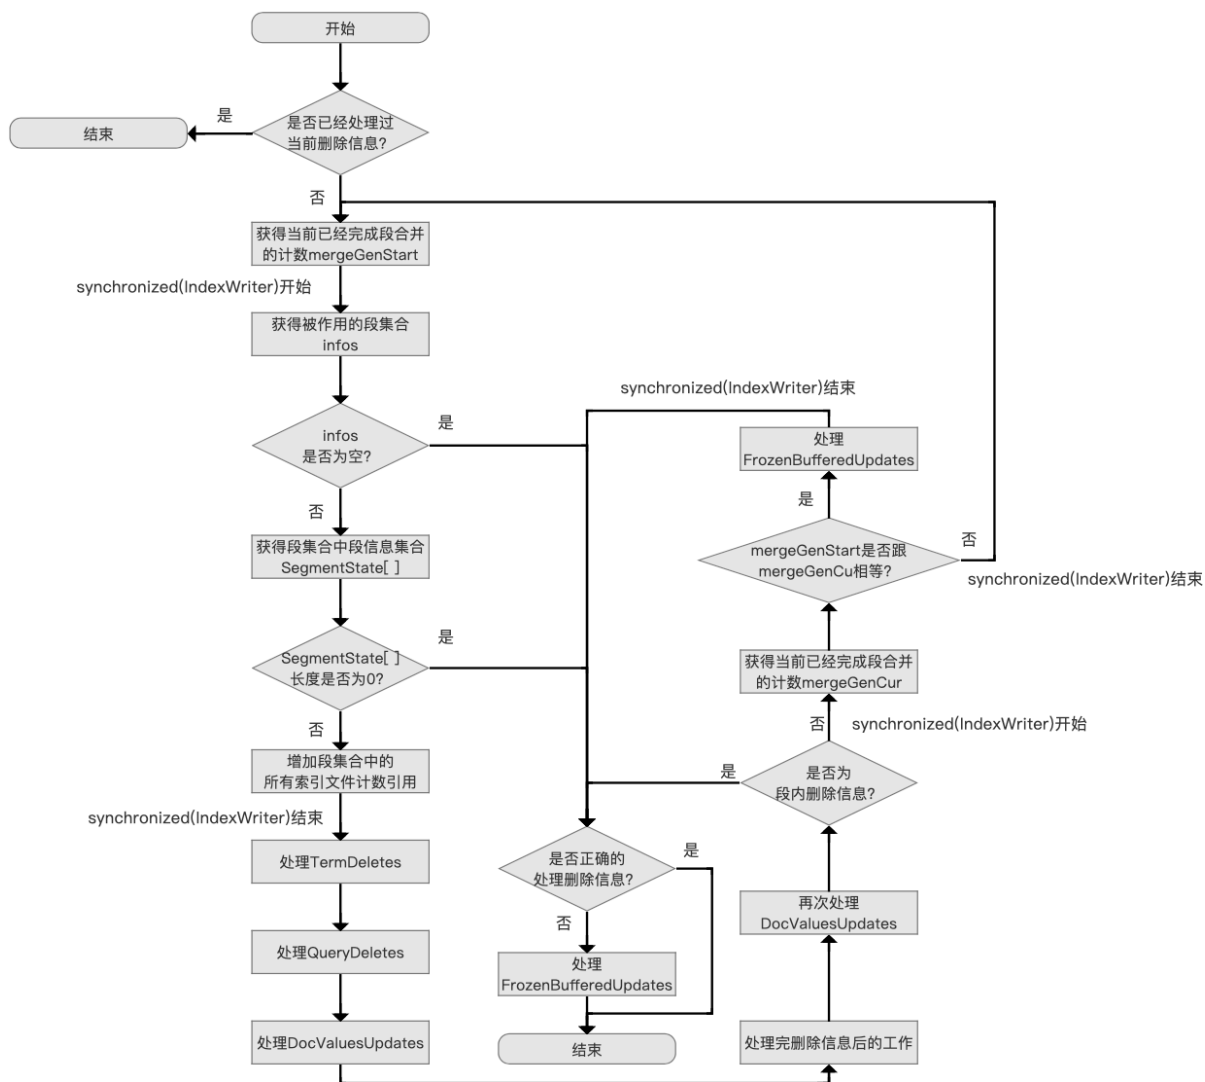 开始
是否已经处理过
当前删除信息?
是
结束
否
获得当前已经完成段合并
的计数mergeGenStart
synchronized(IndexWriter)开始
获得被作用的段集合
infos
infos
是否为空?
是
否
获得段集合中段信息集合
SegmentState[ ]
SegmentState[ ]
长度是否为0?
是
否
增加段集合中的
所有索引文件计数引用
synchronized(IndexWriter)结束
处理TermDeletes
处理QueryDeletes
处理DocValuesUpdates
处理完删除信息后的工作
再次处理
DocValuesUpdates
是否为
段内删除信息?
是
否
synchronized(IndexWriter)开始
获得当前已经完成段合并
的计数mergeGenCur
mergeGenStart是否跟
mergeGenCu相等?
否
synchronized(IndexWriter)结束
是
处理
FrozenBufferedUpdates
synchronized(IndexWriter)结束
是否正确的
处理删除信息?
是
否
处理
FrozenBufferedUpdates
结束